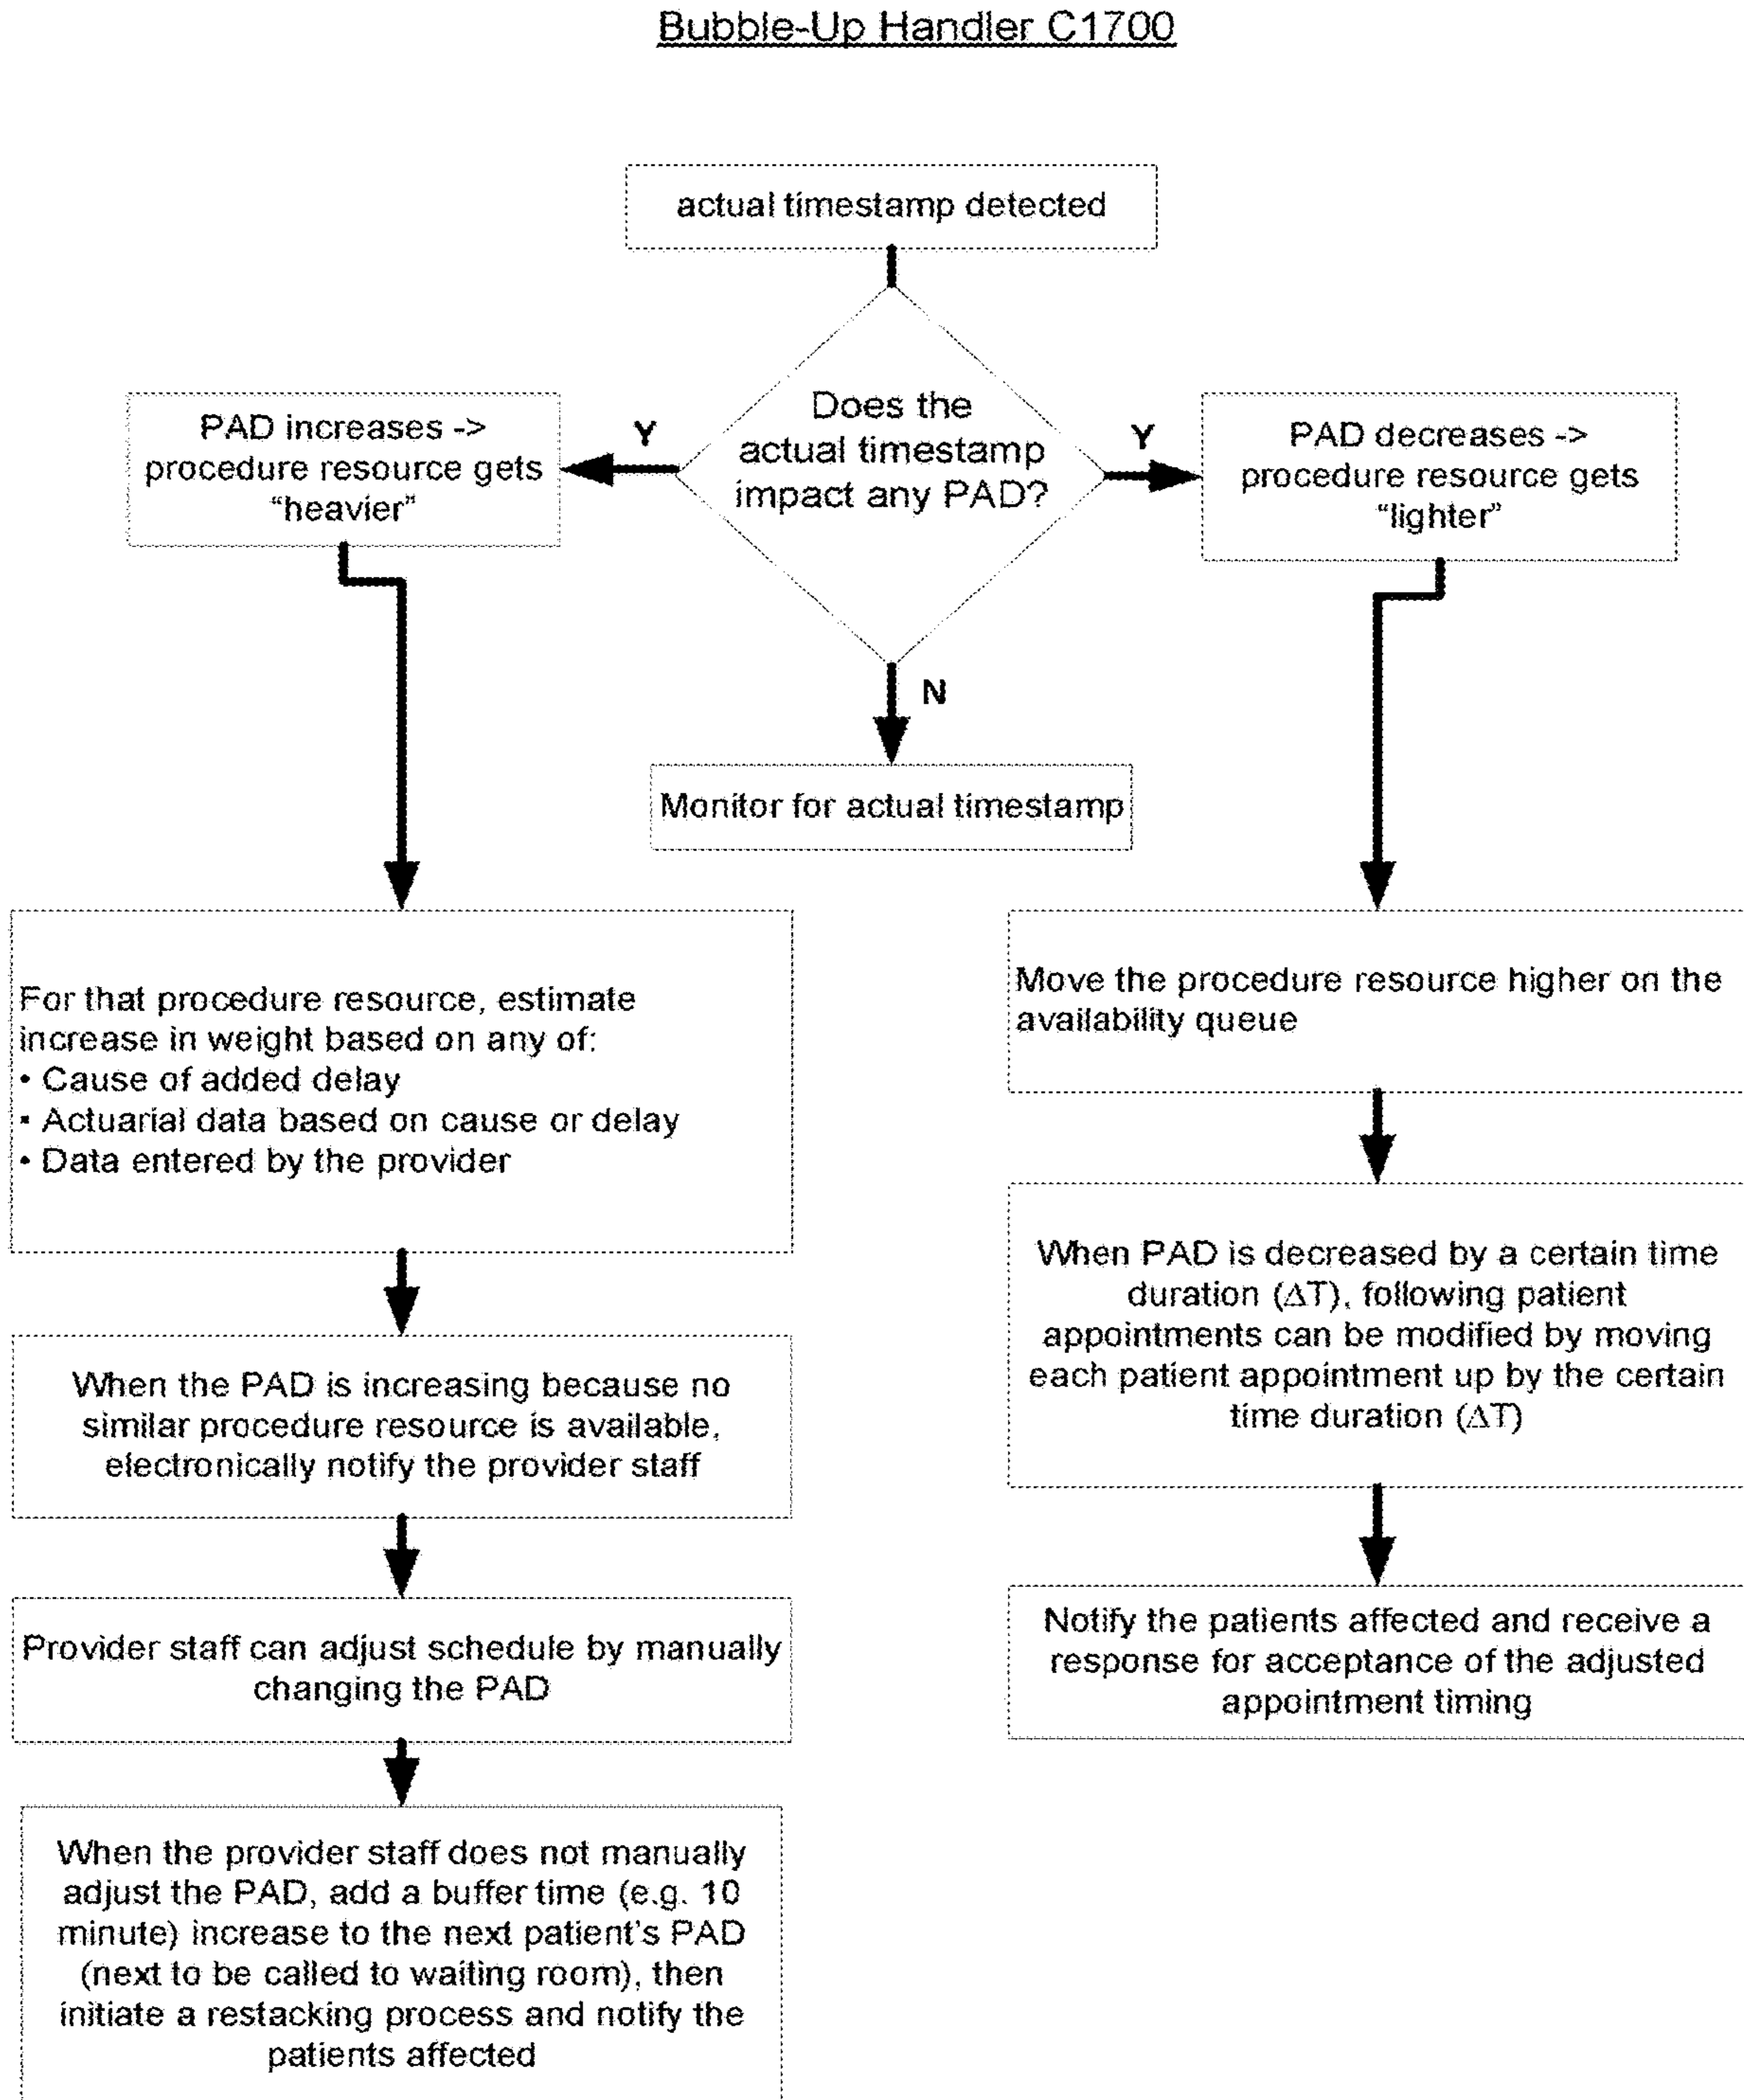 Bubble-Up Handler C1700
actual timestamp detected
Does the
actual timestamp
impact any PAD?
Y
Y
N
PAD increases ->
procedure resource gets
“heavier”
PAD decreases ->
procedure resource gets
“lighter”
Monitor for actual timestamp
For that procedure resource, estimate
increase in weight based on any of:
• Cause of added delay
• Actuarial data based on cause or delay
• Data entered by the provider
When the PAD is increasing because no
similar procedure resource is available,
electronically notify the provider staff
Provider staff can adjust schedule by manually
changing the PAD
When the provider staff does not manually
adjust the PAD, add a buffer time (e.g. 10
minute) increase to the next patient’s PAD
(next to be called to waiting room), then
initiate a restacking process and notify the
patients affected
Move the procedure resource higher on the
availability queue
When PAD is decreased by a certain time
duration (ΔT), following patient
appointments can be modified by moving
each patient appointment up by the certain
time duration (ΔT)
Notify the patients affected and receive a
response for acceptance of the adjusted
appointment timing